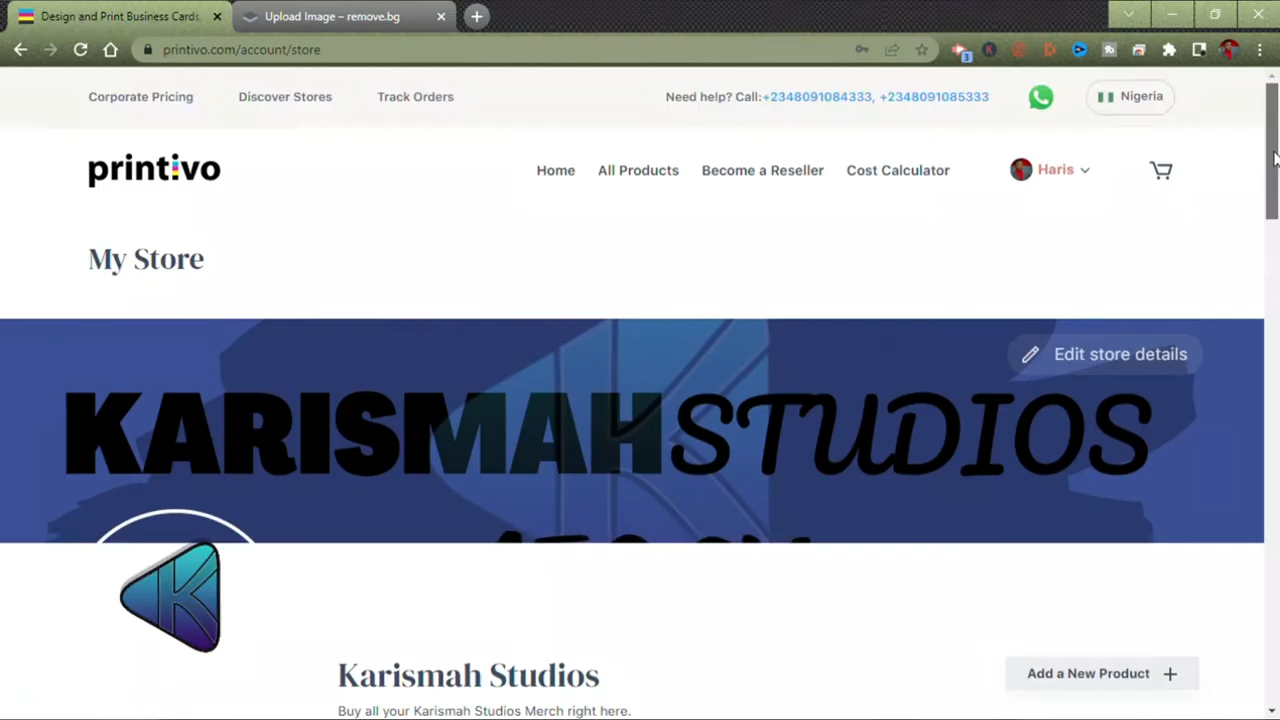 Design and Print Business Cards,
Upload Image – remove.bg
printivo.com/account/store
3
Corporate Pricing
Discover Stores
Track Orders
Need help? Call:+2348091084333, +2348091085333
Nigeria
printivo
Home
All Products
Become a Reseller
Cost Calculator
Haris
My Store
Edit store details
KARISMAH STUDIOS
K
Karismah Studios
Add a New Product +
Buy all your Karismah Studios Merch right here.